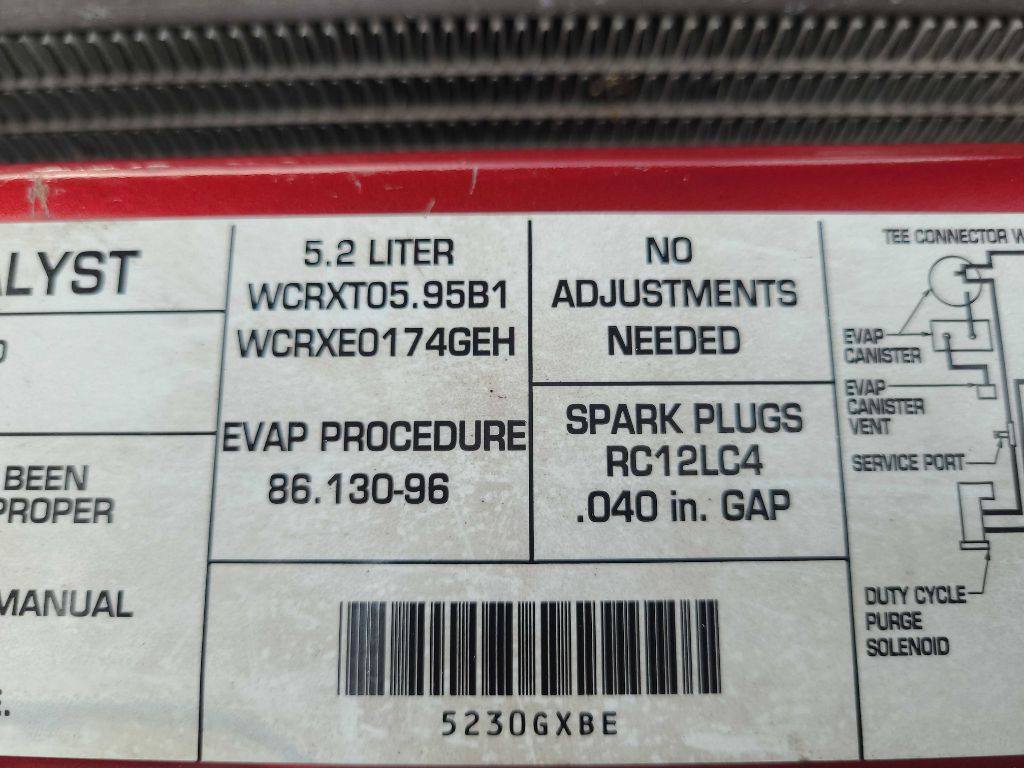 ALYST
BEEN
PROPER
MANUAL
5.2 LITER
WCRXT05.95B1
WCRXE0174GEH
EVAP PROCEDURE
86.130-96
NO
ADJUSTMENTS
NEEDED
SPARK PLUGS
RC12LC4
.040 in. GAP
5230GXBE
TEE CONNECTOR W
EVAP
CANISTER
EVAP
CANISTER
VENT
SERVICE PORT
DUTY CYCLE
PURGE
SOLENOID